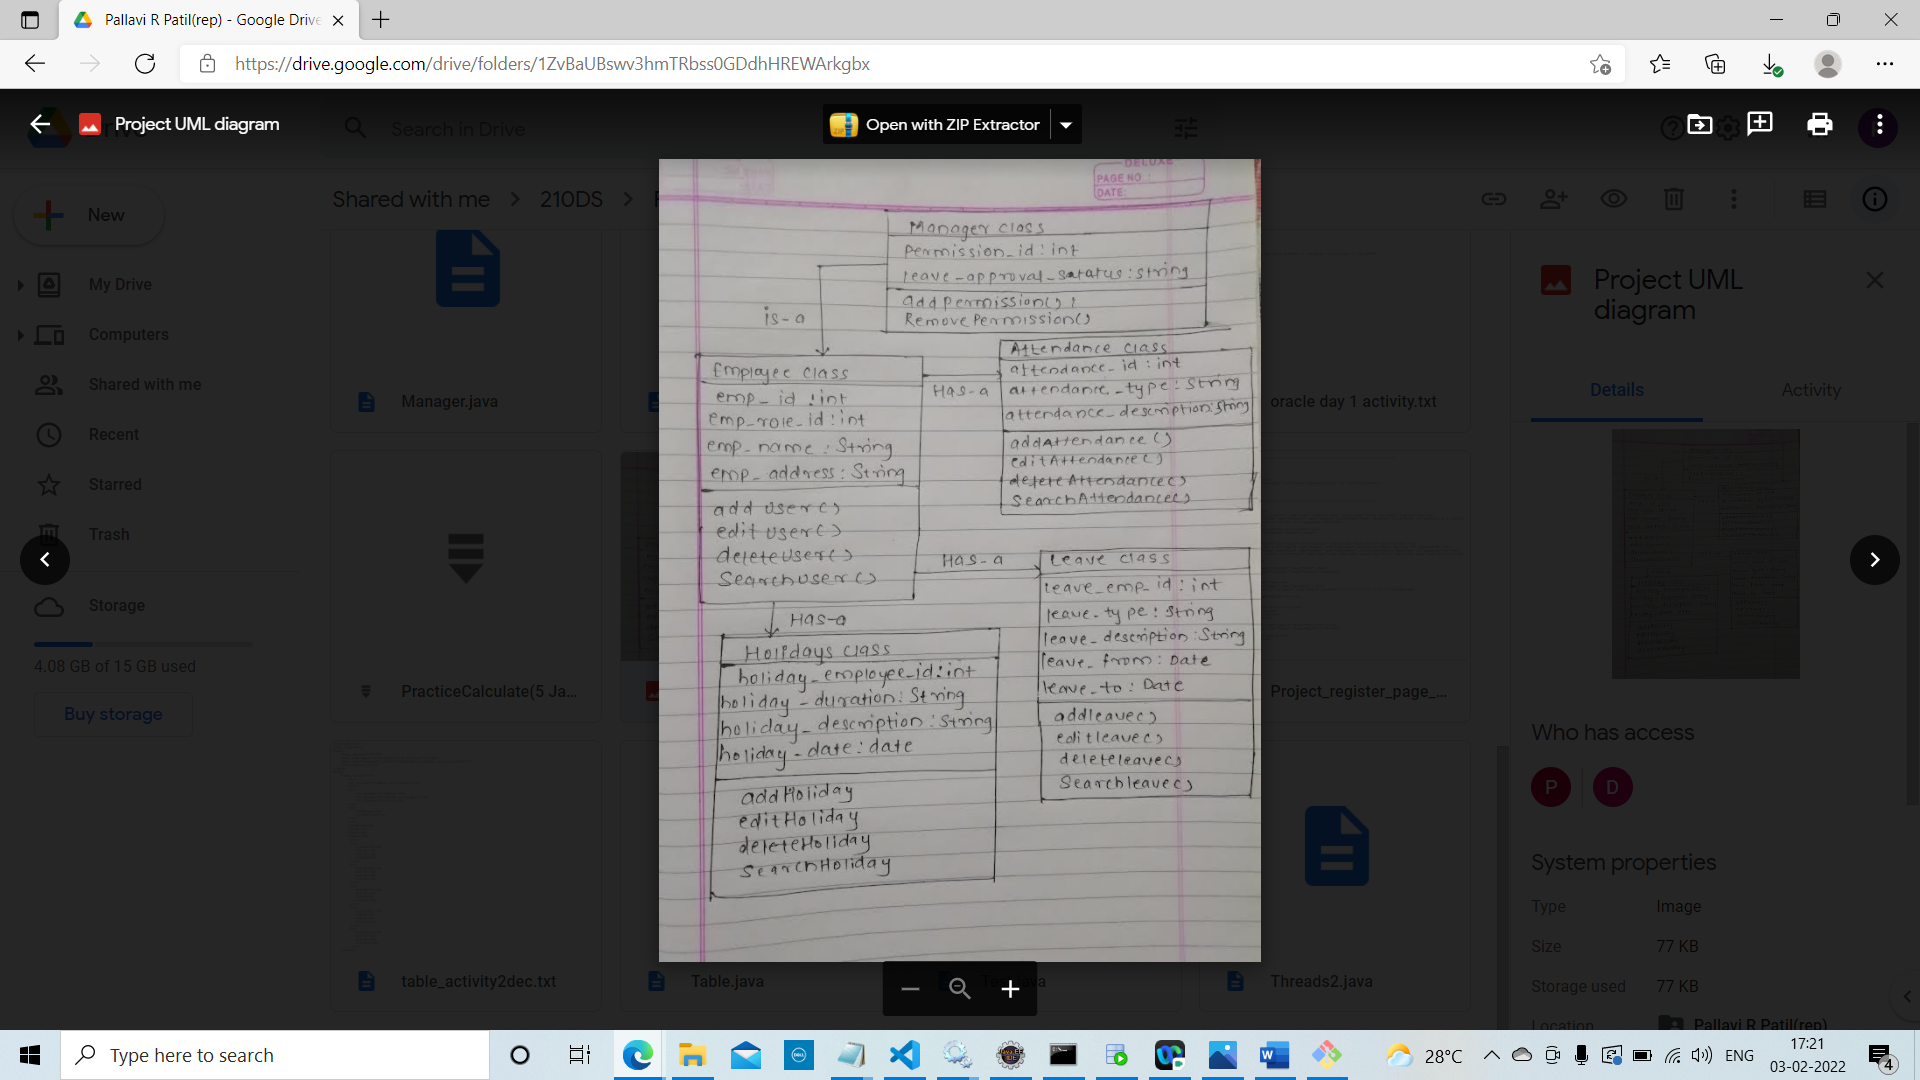 Pallavi R Patil(rep) - Google Drive
https://drive.google.com/drive/folders/1ZvBaUBswv3hmTRbss0GDdhHREWArkgbx
Project UML diagram
Search in Drive
Open with ZIP Extractor
New
Shared with me > 210DS >
My Drive
Computers
Shared with me
Recent
Starred
Trash
Storage
4.08 GB of 15 GB used
Buy storage
Manager.java
oracle day 1 activity.txt
PracticeCalculate(5 Ja...
Project_register_page_...
table_activity2dec.txt
Table.java
Threads2.java
DELUXE
PAGE NO :
DATE:
Manager class
Permission_id : int
leave_approval_satatus : string
addpermission() ;
RemovePermission()
is-a
Employee class
emp_id : int
emp_role_id : int
emp_name : String
emp_address : String
add user()
edit user()
deleteuser()
Searchuser()
Has-a
Attendance class
attendance_id : int
attendance_type : String
attendance_description : String
addAttendance()
editAttendance()
deleteAttendance()
SearchAttendance()
Has-a
Leave class
leave_emp_id : int
leave_type : String
leave_description : String
leave_from : Date
leave_to : Date
addleave()
editleave()
deleteleave()
Searchleave()
Has-a
Holidays class
holiday_employee_id : int
holiday_duration : String
holiday_description : String
holiday_date : date
addHoliday
editHoliday
deleteHoliday
SearchHoliday
Project UML
diagram
Details
Activity
Who has access
P
D
System properties
Type Image
Size 77 KB
Storage used 77 KB
Location Pallavi R Patil(rep)
Type here to search
28°C
ENG
17:21
03-02-2022
4